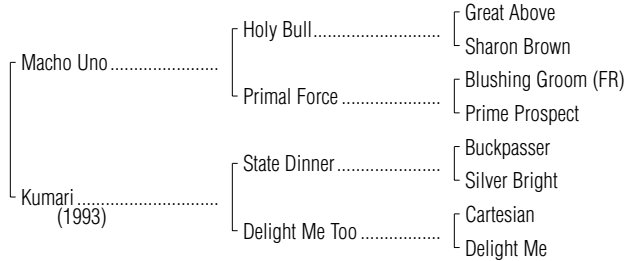 Great Above
Holy Bull
Sharon Brown
Macho Uno
Blushing Groom (FR)
Primal Force
Prime Prospect
Buckpasser
State Dinner
Silver Bright
Kumari
(1993)
Cartesian
Delight Me Too
Delight Me